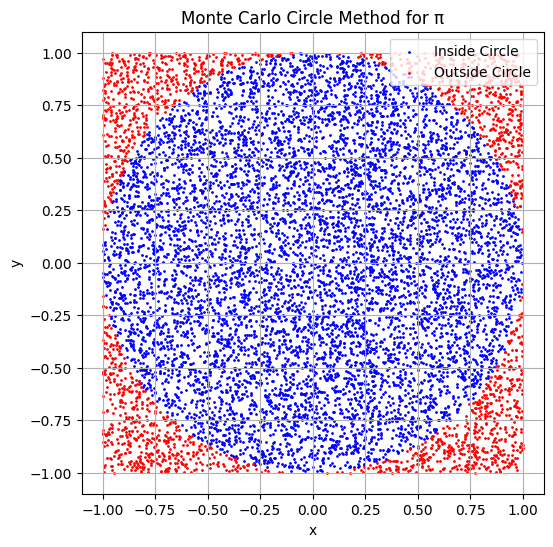 Monte Carlo Circle Method for π
Inside Circle
Outside Circle
1.00
0.75
0.50
0.25
0.00
−0.25
−0.50
−0.75
−1.00
y
−1.00 −0.75 −0.50 −0.25 0.00 0.25 0.50 0.75 1.00
x